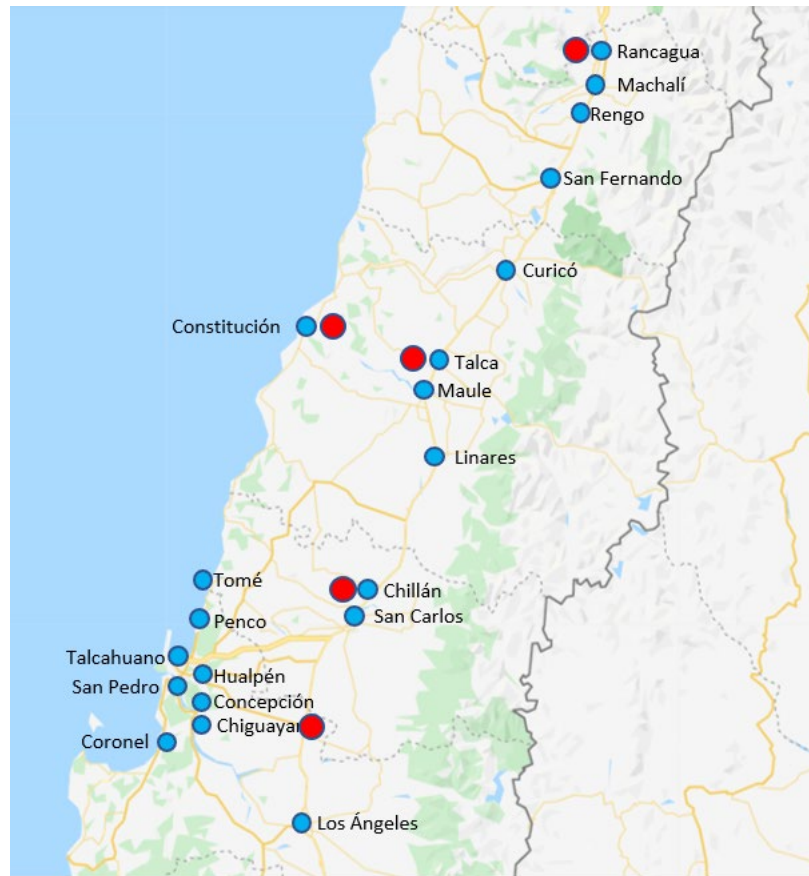 Rancagua
Machalí
Rengo
San Fernando
Curicó
Constitución
Talca
Maule
Linares
Tomé
Chillán
San Carlos
Penco
Talcahuano
Hualpén
San Pedro
Concepción
Chiguayan
Coronel
Los Ángeles